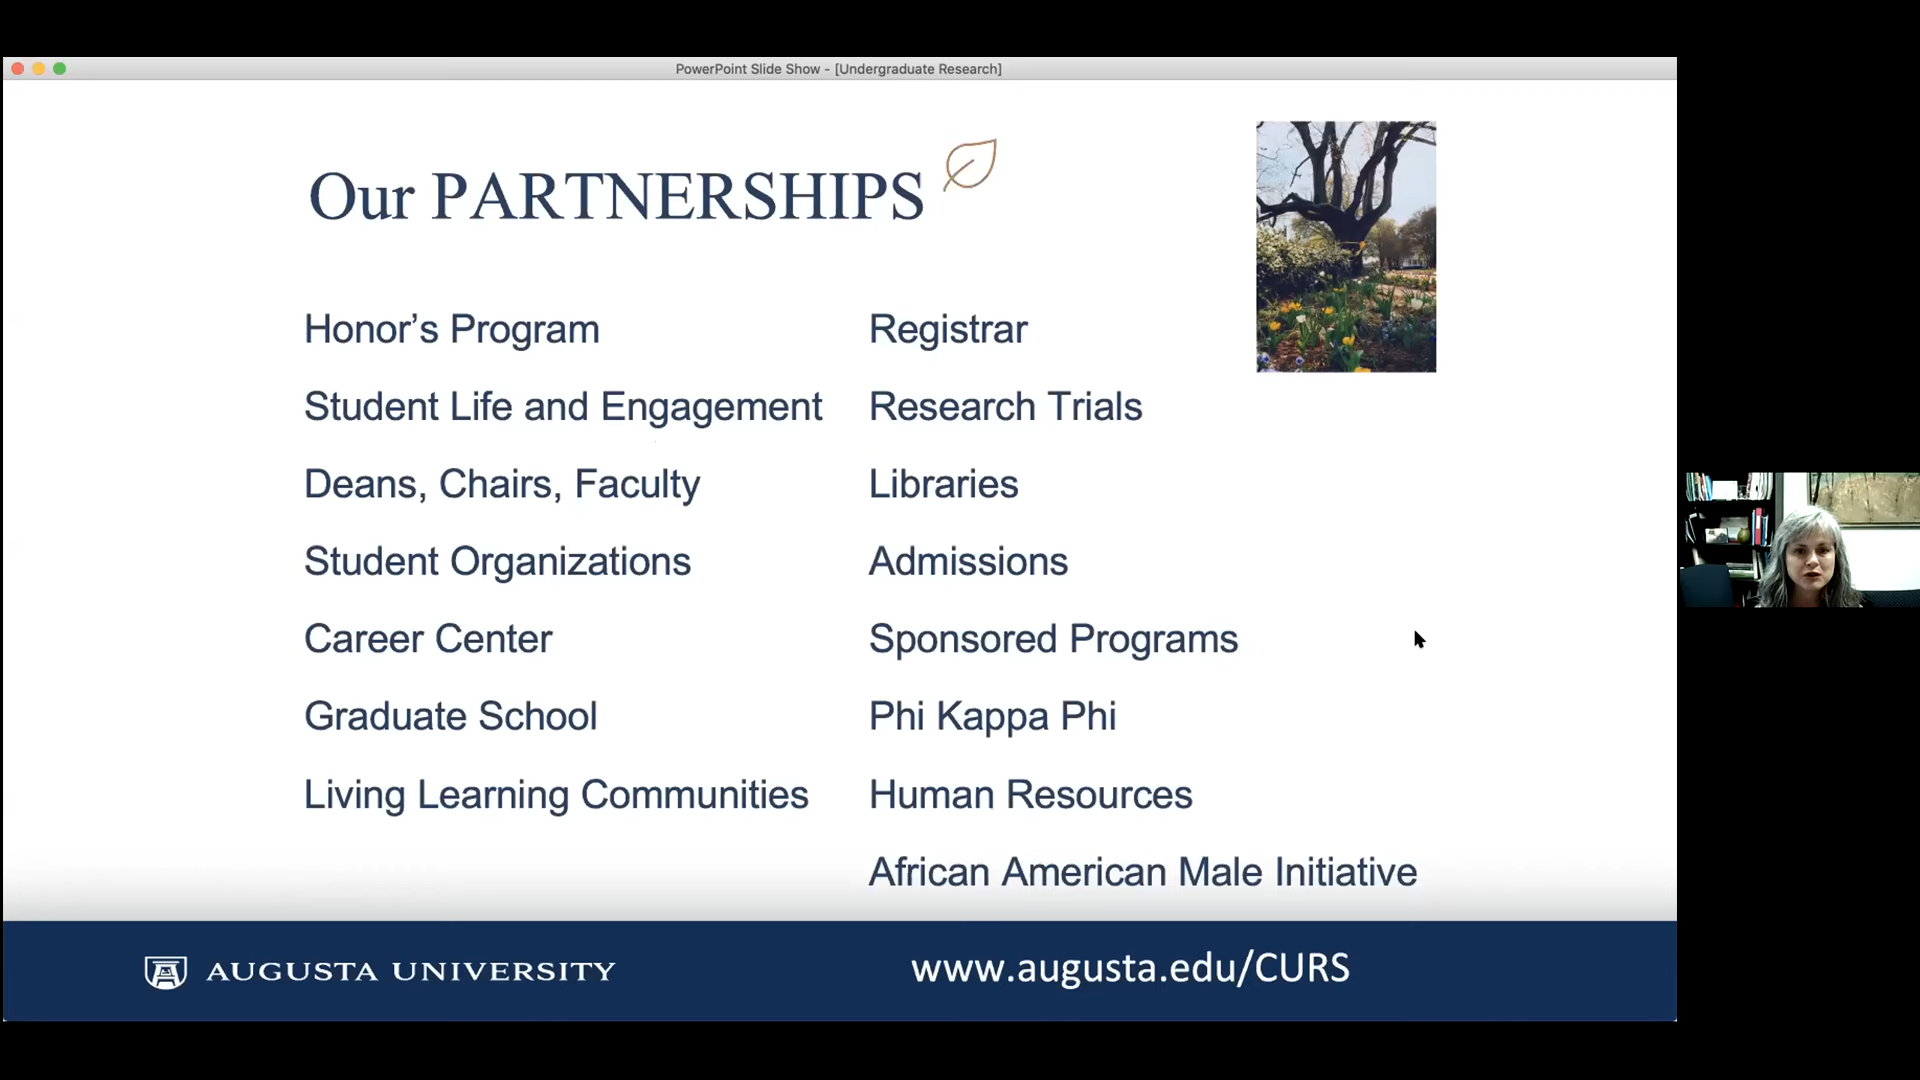 PowerPoint Slide Show - [Undergraduate Research]
Our PARTNERSHIPS
Honor’s Program
Student Life and Engagement
Deans, Chairs, Faculty
Student Organizations
Career Center
Graduate School
Living Learning Communities
Registrar
Research Trials
Libraries
Admissions
Sponsored Programs
Phi Kappa Phi
Human Resources
African American Male Initiative
AUGUSTA UNIVERSITY
www.augusta.edu/CURS